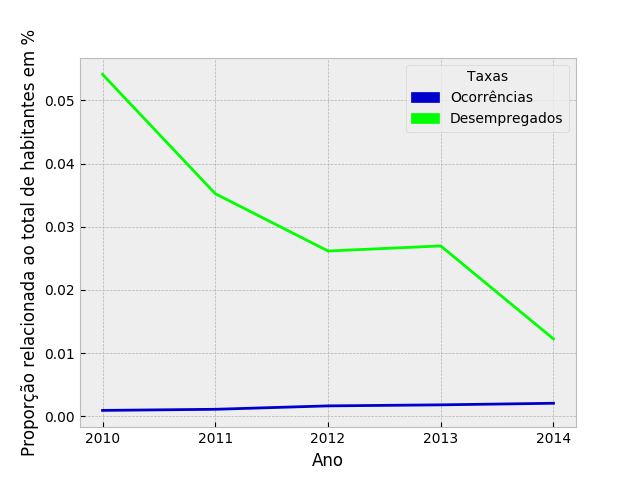 Proporção relacionada ao total de habitantes em %
Taxas
Ocorrências
Desempregados
0.05
0.04
0.03
0.02
0.01
0.00
2010 2011 2012 2013 2014
Ano